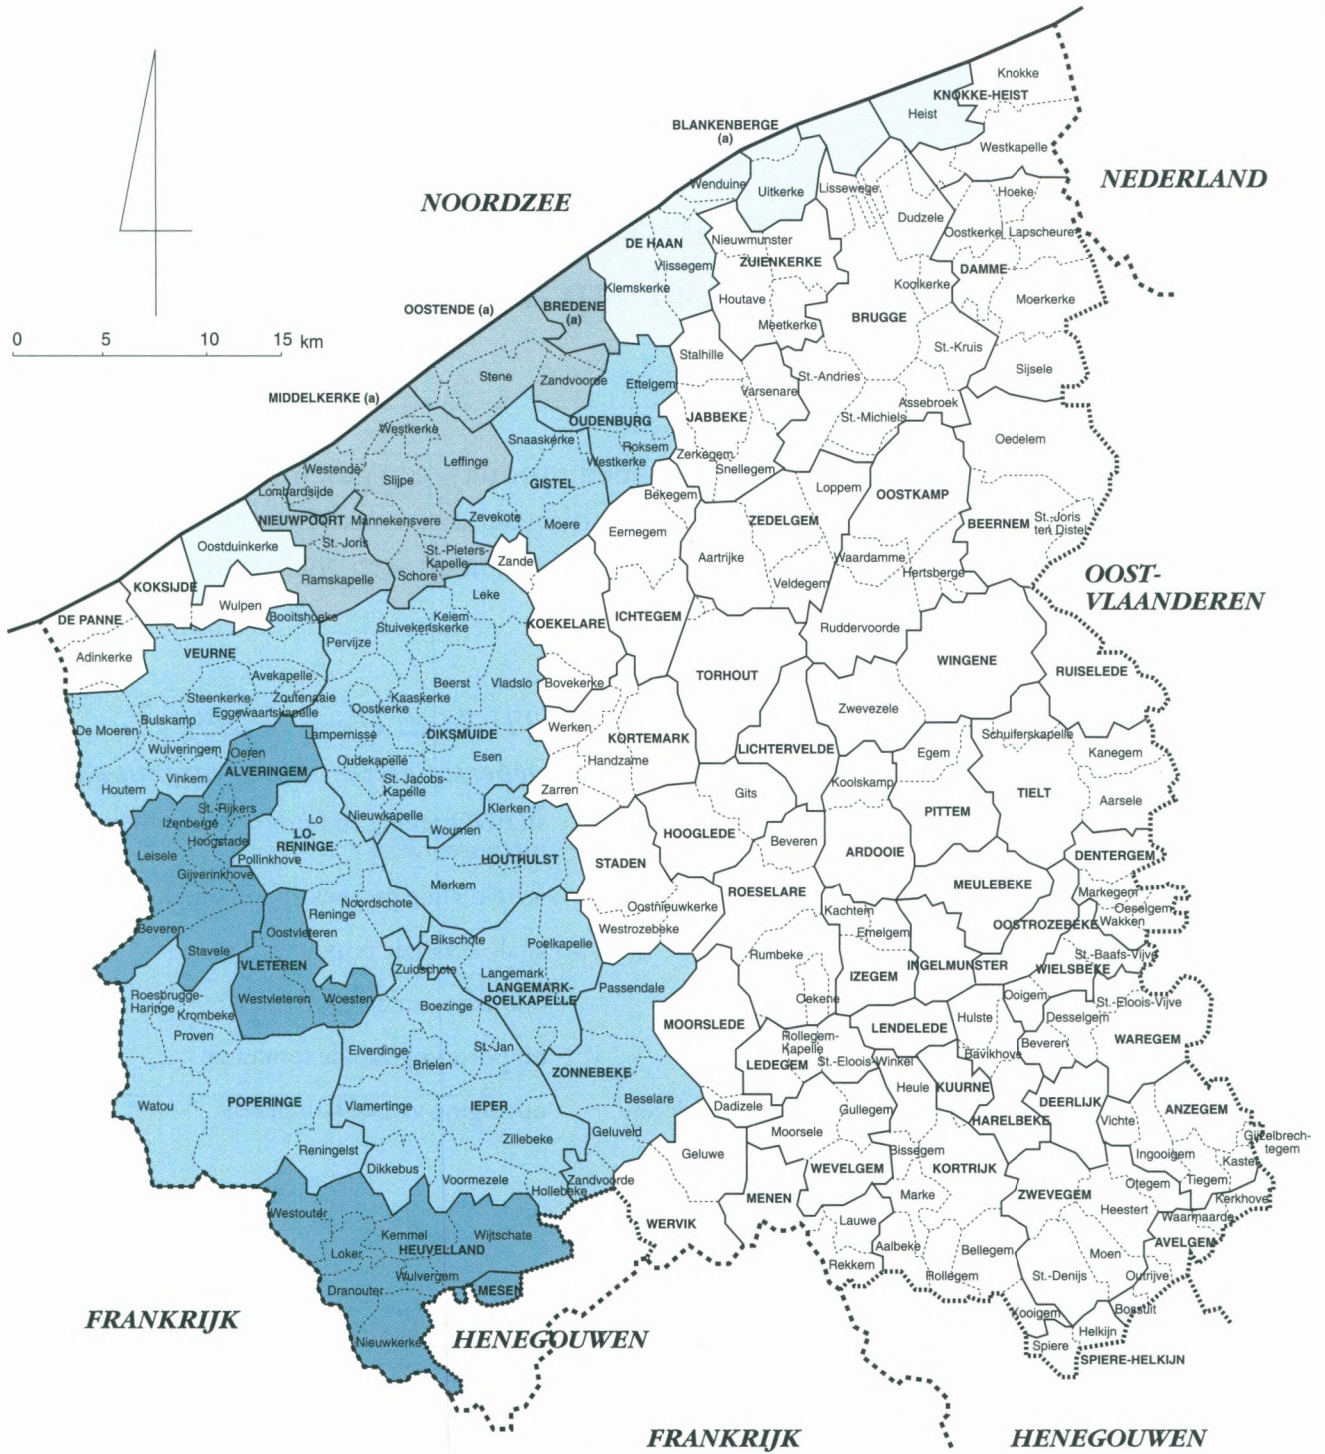 Knokke
KNOKKE-HEIST
Heist
BLANKENBERGE
(a)
Westkapelle
NEDERLAND
NOORDZEE
Wenduine
Uitkerke
Lissewege
Hoeke
Dudzele
Oostkerke
Lapscheure
DE HAAN
Nieuwmunster
ZUIENKERKE
Vlissegem
DAMME
Klemskerke
Koolkerke
Houtave
Moerkerke
OOSTENDE (a)
BREDENE
(a)
Meetkerke
BRUGGE
0 5 10 15 km
St.-Kruis
Stalhille
Sijsele
Stene
Zandvoorde
Ettelgem
Varsenare
St.-Andries
MIDDELKERKE (a)
Assebroek
OUDENBURG
JABBEKE
St.-Michiels
Westkerke
Snaaskerke
Roksem
Oedelem
Westende
Leffinge
Westkerke
Zerkegem
Snellegem
Slijpe
GISTEL
Lombardsijde
Bekegem
Loppem
OOSTKAMP
NIEUWPOORT
Mannekensvere
Zevekote
Moere
Eernegem
ZEDELGEM
BEERNEM
St.-Joris
ten Distel
St.-Joris
Oostduinkerke
St.-Pieters-
Kapelle
Zande
Aartrijke
Waardamme
Hertsberge
OOST-
VLAANDEREN
Ramskapelle
Schore
Veldegem
KOKSIJDE
Wulpen
Leke
DE PANNE
Booitshoeke
Keiem
Stuivekenskerke
KOEKELARE
ICHTEGEM
Ruddervoorde
Adinkerke
VEURNE
Pervijze
WINGENE
RUISELEDE
Avekapelle
Beerst
Vladslo
Bovekerke
TORHOUT
Steenkerke
Zoutenaaie
Kaaskerke
Eggewaartskapelle
Oostkerke
Zwevezele
De Moeren
Bulskamp
Lampernisse
DIKSMUIDE
Werken
KORTEMARK
LICHTERVELDE
Schuiferskapelle
Wulveringem
Oeren
Oudekapelle
Esen
Handzame
Egem
Kanegem
Vinkem
ALVERINGEM
St.-Jacobs-
Kapelle
Koolskamp
Houtem
Zarren
Gits
TIELT
Aarsele
St.-Rijkers
Klerken
PITTEM
Izenberge
Lo
Nieuwkapelle
Hoogstade
LO-
RENINGE
Woumen
HOOGLEDE
Beveren
Leisele
Pollinkhove
HOUTHULST
STADEN
ARDOOIE
DENTERGEM
Gijverinkhove
Merkem
ROESELARE
MEULEBEKE
Markegem
Noordschote
Oostnieuwkerke
Kachtem
Oeselgem
Reninge
OOSTROZEBEKE
Wakken
Beveren
Oostvleteren
Bikschote
Poelkapelle
Westrozebeke
Emelgem
Stavele
Rumbeke
St.-Baafs-Vijve
VLETEREN
Zuidschote
Langemark
IZEGEM
INGELMUNSTER
WIELSBEKE
Roesbrugge-
Haringe
Westvleteren
Woesten
LANGEMARK-
POELKAPELLE
Passendale
Oekene
Ooigem
St.-Eloois-Vijve
Krombeke
Boezinge
Hulste
Desselgem
Proven
MOORSLEDE
LENDELEDE
WAREGEM
Elverdinge
St.-Jan
Rollegem-
Kapelle
Beveren
Brielen
ZONNEBEKE
LEDEGEM
St.-Eloois-Winkel
Bavikhove
Watou
POPERINGE
Vlamertinge
IEPER
Beselare
Dadizele
Heule
KUURNE
DEERLIJK
ANZEGEM
Gullegem
HARELBEKE
Vichte
Zillebeke
Geluveld
Moorsele
Gijzelbrech-
tegem
Reningelst
Geluwe
Bissegem
Ingooigem
Kaster
Dikkebus
Voormezele
Zandvoorde
WEVELGEM
KORTRIJK
Otegem
Tiegem
Hollebeke
MENEN
Marke
ZWEVEGEM
Kerkhove
Westouter
WERVIK
Heestert
Waarmaarde
Kemmel
Wijtschate
Lauwe
AVELGEM
Loker
HEUVELLAND
Aalbeke
Bellegem
Moen
Rekkem
Wulvergem
Rollegem
St.-Denijs
Outrijve
Dranouter
MESEN
FRANKRIJK
Kooigem
Bossuit
Nieuwkerke
HENEGOUWEN
Spiere
Helkijn
SPIERE-HELKIJN
FRANKRIJK
HENEGOUWEN